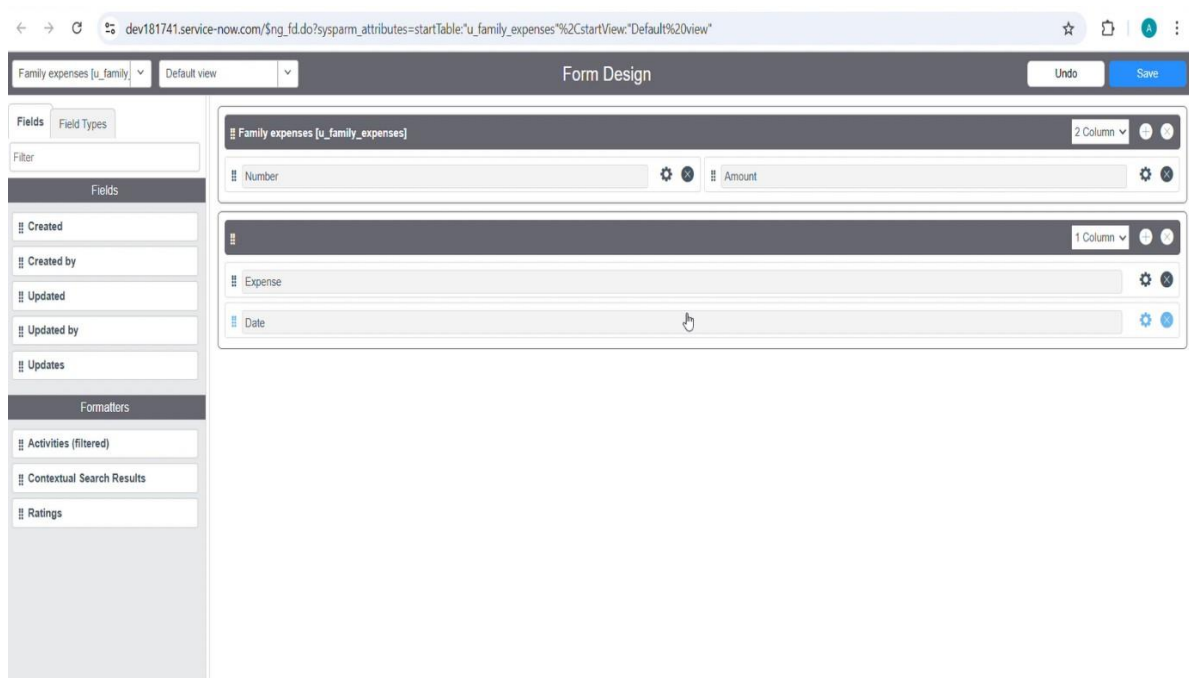 dev181741.service-now.com/$ng_fd.do?sysparm_attributes=startTable:"u_family_expenses"%2CstartView:"Default%20view"
A
Family expenses [u_family_
Default view
Form Design
Undo
Save
Fields
Field Types
Filter
Fields
Created
Created by
Updated
Updated by
Updates
Formatters
Activities (filtered)
Contextual Search Results
Ratings
Family expenses [u_family_expenses]
2 Column
Number
Amount
1 Column
Expense
Date